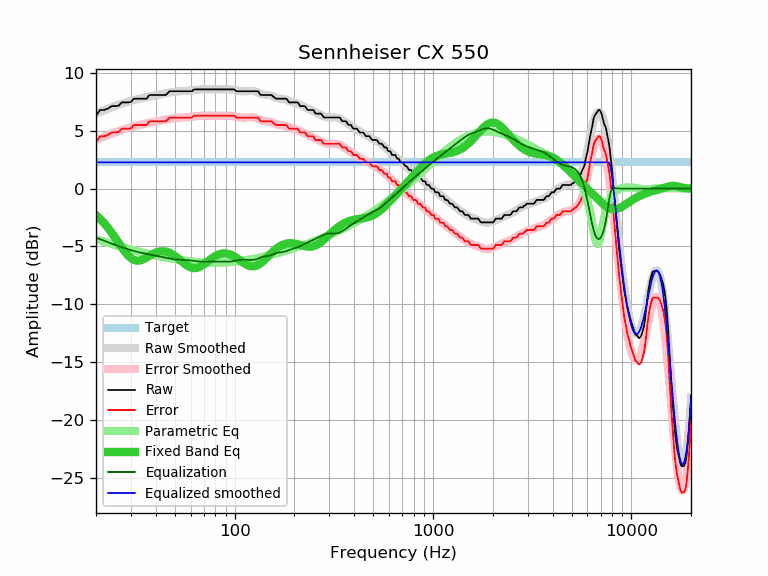 Sennheiser CX 550
10
5
0
−5
−10
−15
−20
−25
Amplitude (dBr)
Target
Raw Smoothed
Error Smoothed
Raw
Error
Parametric Eq
Fixed Band Eq
Equalization
Equalized smoothed
100
1000
10000
Frequency (Hz)